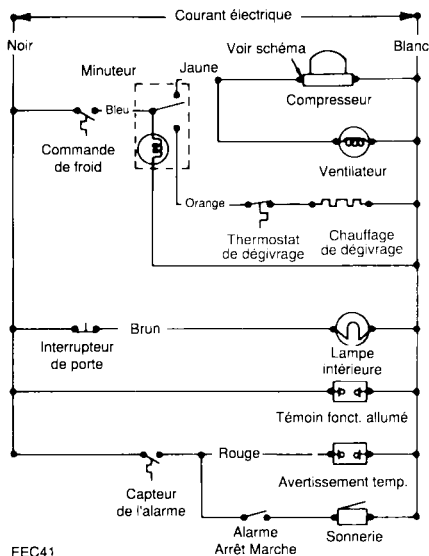 Courant électrique
Noir
Blanc
Voir schéma
Minuteur
Jaune
Compresseur
Bleu
Commande
de froid
Ventilateur
Orange
Thermostat
de dégivrage
Chauffage
de dégivrage
Brun
Interrupteur
de porte
Lampe
intérieure
Témoin fonct. allumé
Rouge
Avertissement temp.
Capteur
de l'alarme
Alarme
Arrêt Marche
Sonnerie
FFC41